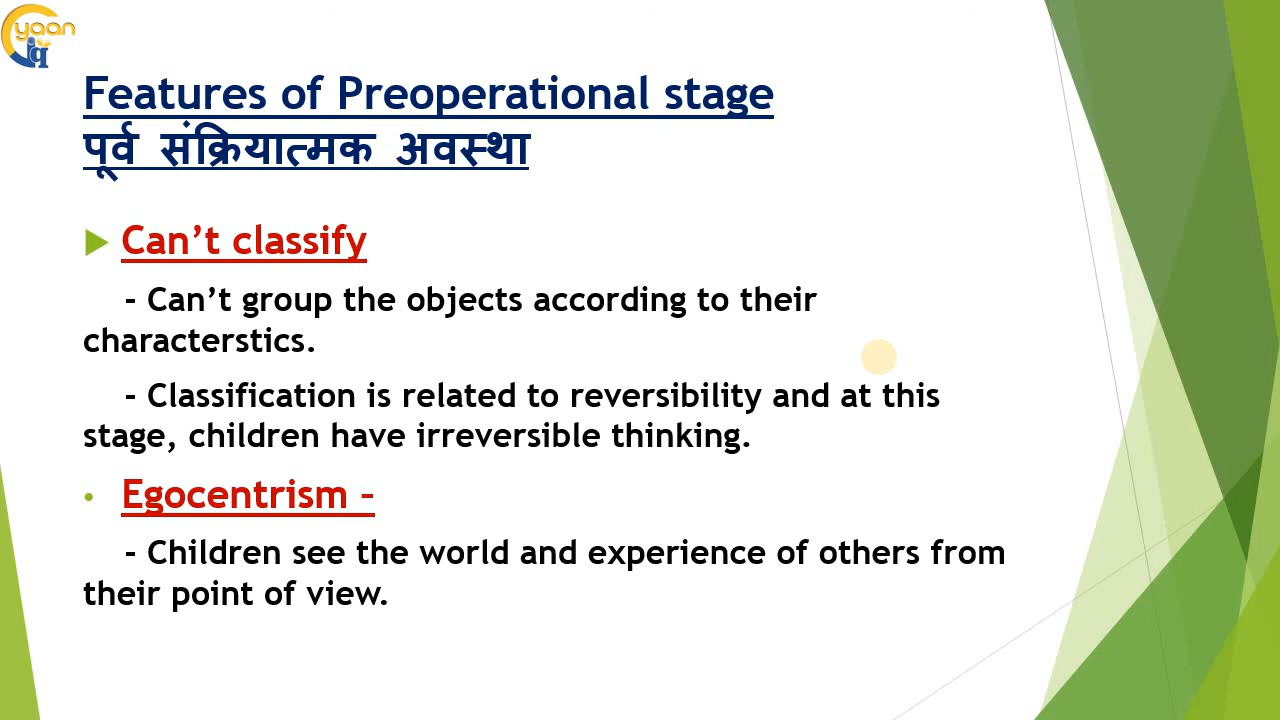 yaan
iq
Features of Preoperational stage
पूर्व संक्रियात्मक अवस्था
Can’t classify
- Can’t group the objects according to their
characterstics.
- Classification is related to reversibility and at this
stage, children have irreversible thinking.
Egocentrism –
- Children see the world and experience of others from
their point of view.